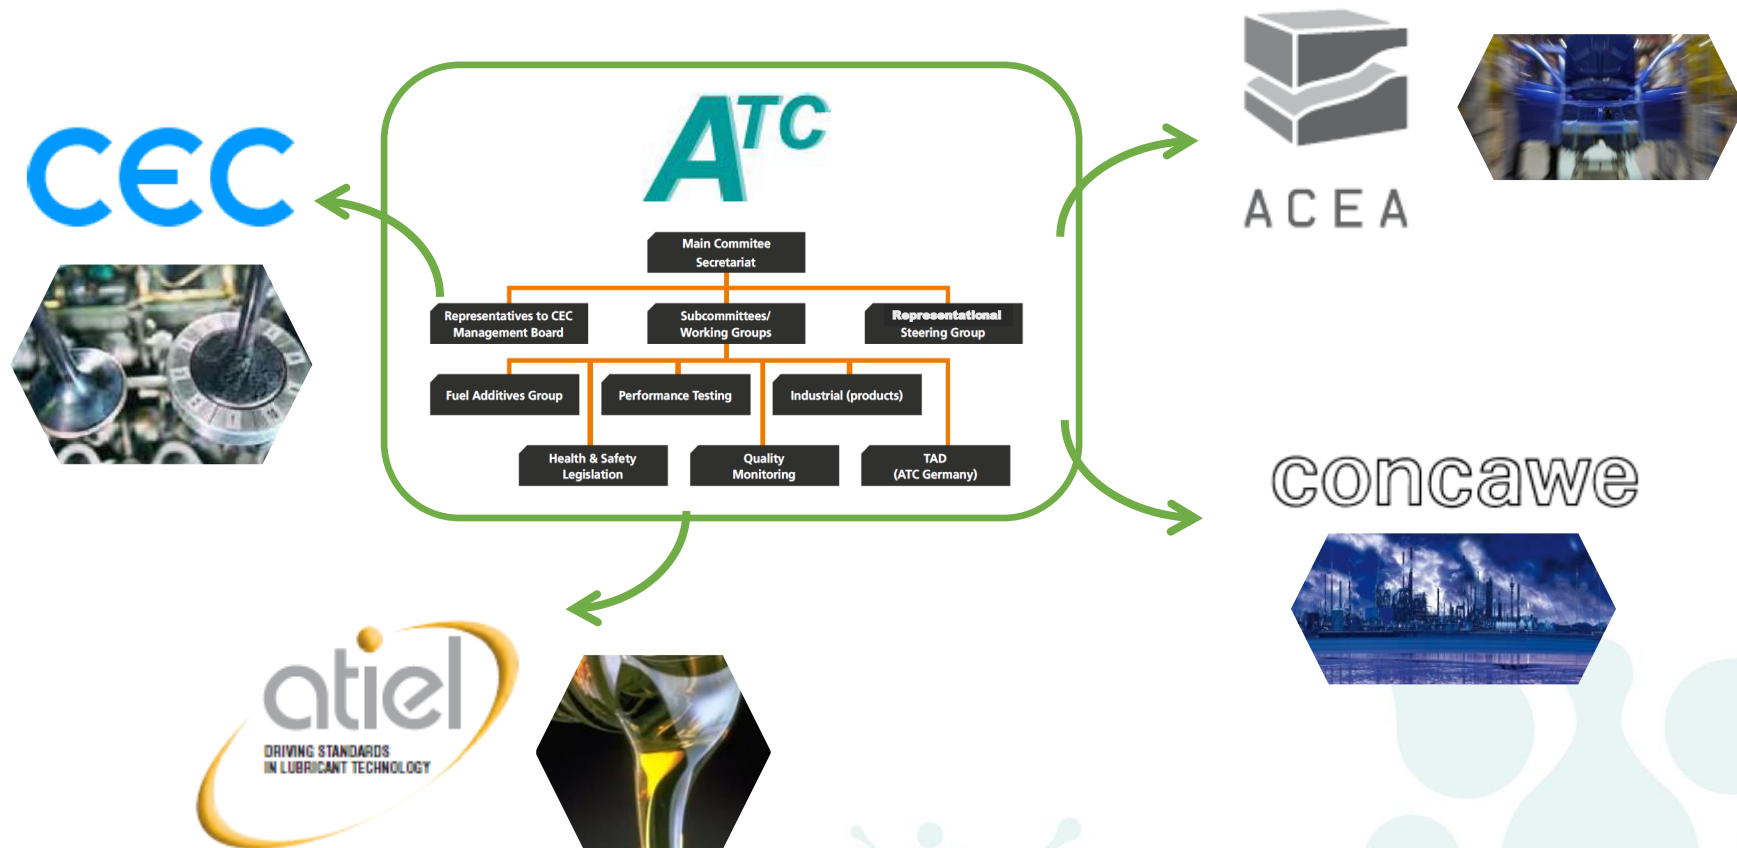 CEC
ATC
ACEA
Main Commitee
Secretariat
Representatives to CEC
Management Board
Subcommittees/
Working Groups
Representational
Steering Group
Fuel Additives Group
Performance Testing
Industrial (products)
Health & Safety
Legislation
Quality
Monitoring
TAD
(ATC Germany)
concawe
atiel
DRIVING STANDARDS
IN LUBRICANT TECHNOLOGY